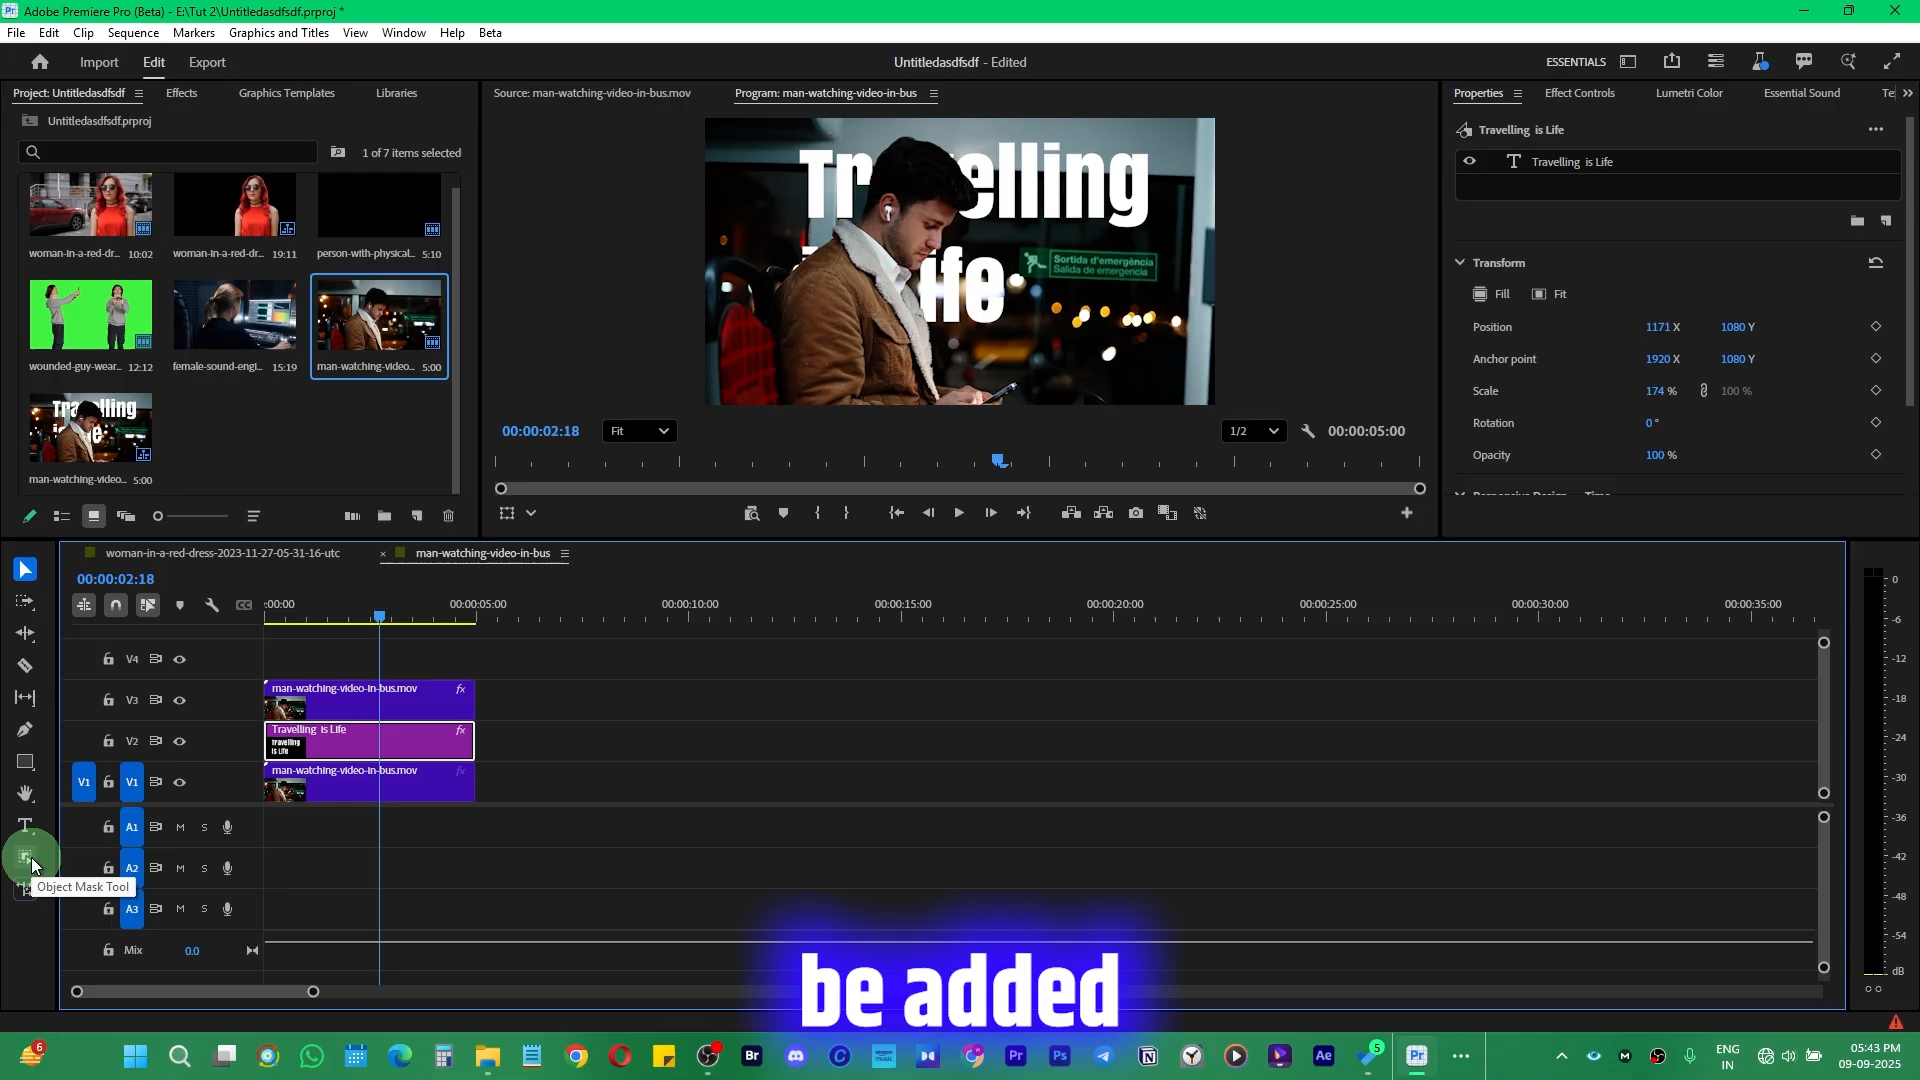 Adobe Premiere Pro (Beta) - E:\Tut 2\Untitledasdfsdf.prproj *
File Edit Clip Sequence Markers Graphics and Titles View Window Help Beta
Import Edit Export
Untitledasdfsdf - Edited
ESSENTIALS
Project: Untitledasdfsdf Effects Graphics Templates Libraries
Untitledasdfsdf.prproj
1 of 7 items selected
woman-in-a-red-dr... 10:02
woman-in-a-red-dr... 19:11
person-with-physical... 5:10
wounded-guy-wear... 12:12
female-sound-engi... 15:19
man-watching-video... 5:00
man-watching-video... 5:00
Source: man-watching-video-in-bus.mov
Program: man-watching-video-in-bus
Sortida d'emergència
Salida de emergencia
00:00:02:18
Fit
1/2
00:00:05:00
Properties Effect Controls Lumetri Color Essential Sound Te
Travelling is Life
Travelling is Life
Transform
Fill Fit
Position 1171 X 1080 Y
Anchor point 1920 X 1080 Y
Scale 174 % 100 %
Rotation 0 °
Opacity 100 %
woman-in-a-red-dress-2023-11-27-05-31-16-utc
× man-watching-video-in-bus
00:00:02:18
CC
:00:00 00:00:05:00 00:00:10:00 00:00:15:00 00:00:20:00 00:00:25:00 00:00:30:00 00:00:35:00
V4
V3
man-watching-video-in-bus.mov fx
V2
Travelling is Life fx
V1 V1
man-watching-video-in-bus.mov fx
A1 M S
A2 M S
Object Mask Tool
A3 M S
Mix 0.0
0
-6
-12
-18
-24
-30
-36
-42
-48
-54
dB
be added
6
Br
Pr
Ps
Ae
5
Pr
ENG
IN
05:43 PM
09-09-2025